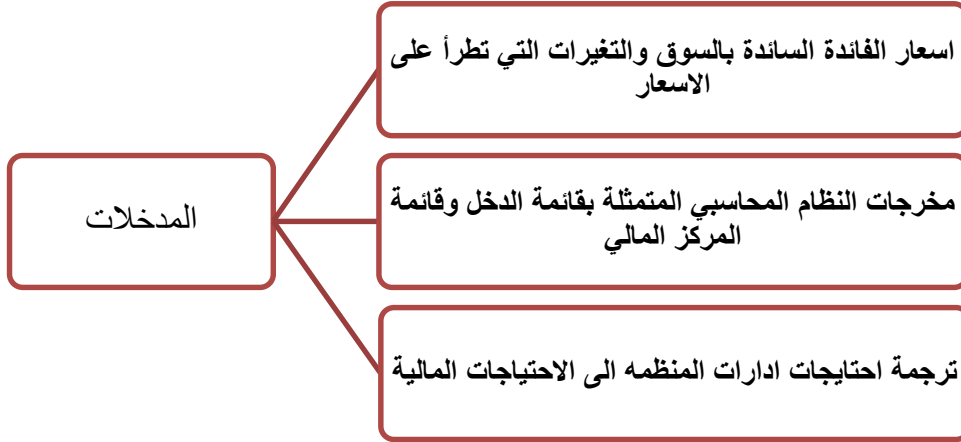 المدخلات
اسعار الفائدة السائدة بالسوق والتغيرات التي تطرأ على
الاسعار
مخرجات النظام المحاسبي المتمثلة بقائمة الدخل وقائمة
المركز المالي
ترجمة احتايجات ادارات المنظمه الى الاحتياجات المالية